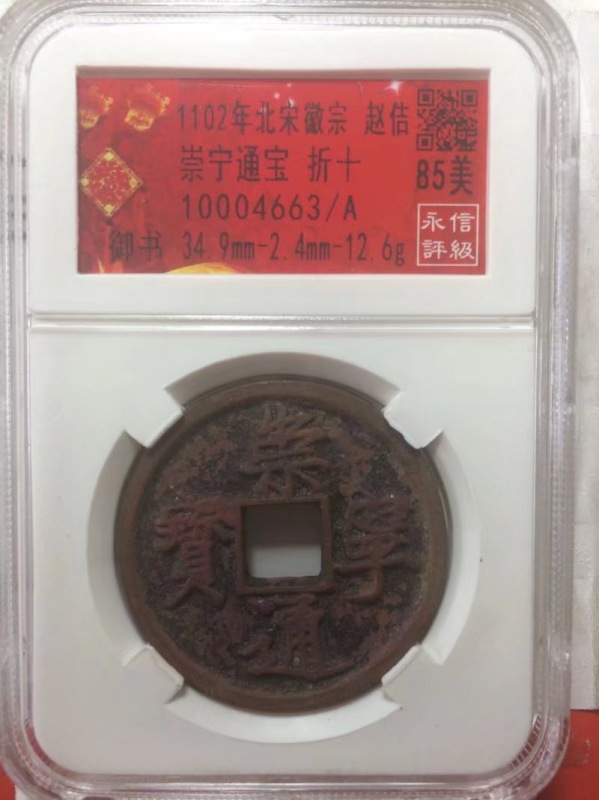 1102年北宋徽宗 赵佶
崇宁通宝 折十
10004663/A
御书 34.9mm-2.4mm-12.6g
85美
永信
評級
崇
寧
通
寳